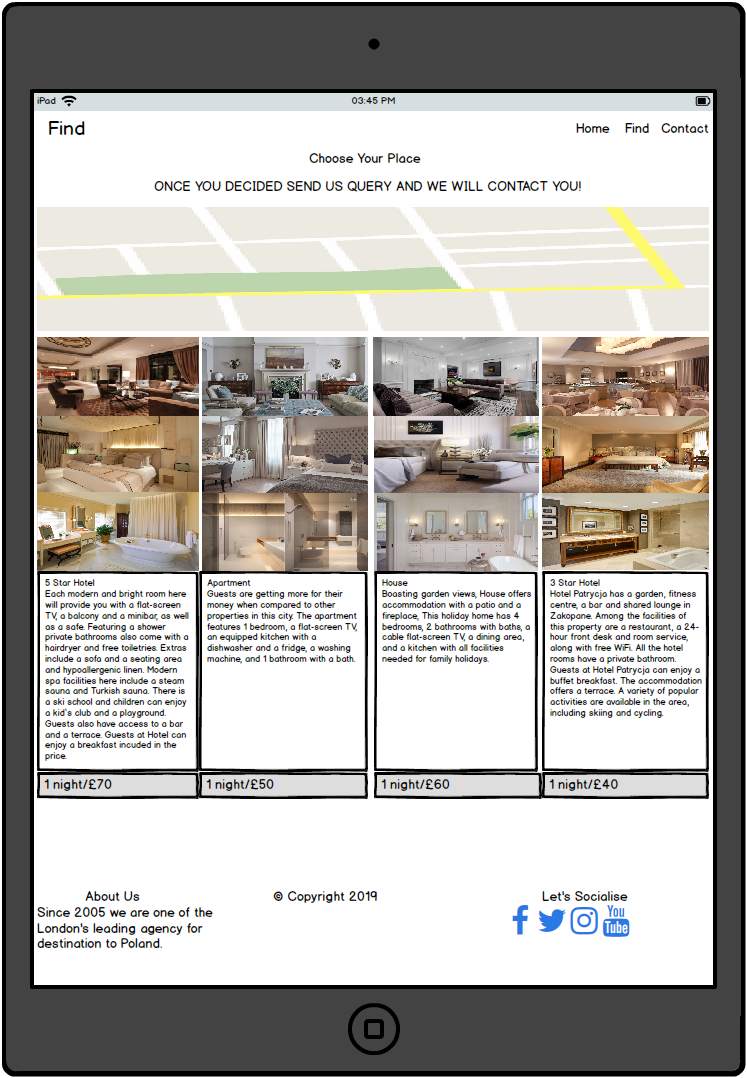 iPad
03:45 PM
Find
Home Find Contact
Choose Your Place
ONCE YOU DECIDED SEND US QUERY AND WE WILL CONTACT YOU!
5 Star Hotel
Each modern and bright room here
will provide you with a flat-screen
TV, a balcony and a minibar, as well
as a safe. Featuring a shower
private bathrooms also come with a
hairdryer and free toiletries. Extras
include a sofa and a seating area
and hypoallergenic linen. Modern
spa facilities here include a steam
sauna and Turkish sauna. There is
a ski school and children can enjoy
a kid's club and a playground.
Guests also have access to a bar
and a terrace. Guests at Hotel can
enjoy a breakfast incuded in the
price.
Apartment
Guests are getting more for their
money when compared to other
properties in this city. The apartment
features 1 bedroom, a flat-screen TV,
an equipped kitchen with a
dishwasher and a fridge, a washing
machine, and 1 bathroom with a bath.
House
Boasting garden views, House offers
accommodation with a patio and a
fireplace, This holiday home has 4
bedrooms, 2 bathrooms with baths, a
cable flat-screen TV, a dining area,
and a kitchen with all facilities
needed for family holidays.
3 Star Hotel
Hotel Patrycja has a garden, fitness
centre, a bar and shared lounge in
Zakopane. Among the facilities of
this property are a restaurant, a 24-
hour front desk and room service,
along with free WiFi. All the hotel
rooms have a private bathroom.
Guests at Hotel Patrycja can enjoy a
buffet breakfast. The accommodation
offers a terrace. A variety of popular
activities are available in the area,
including skiing and cycling.
1 night/£70
1 night/£50
1 night/£60
1 night/£40
About Us
Since 2005 we are one of the
London's leading agency for
destination to Poland.
© Copyright 2019
Let's Socialise
You
Tube